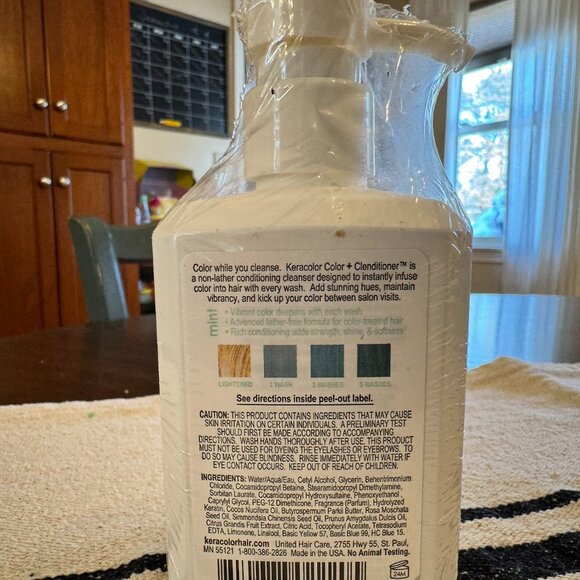 Color while you cleanse. Keracolor Color + Clenditioner™ is
a non-lather conditioning cleanser designed to instantly infuse
color into hair with every wash. Add stunning hues, maintain
vibrancy, and kick up your color between salon visits.
mint
• Vibrant color deepens with each wash
• Advanced lather-free formula for color-treated hair
• Rich conditioning adds strength, shine, & softness
LIGHTENED 1 WASH 3 WASHES 5 WASHES
See directions inside peel-out label.
CAUTION: THIS PRODUCT CONTAINS INGREDIENTS THAT MAY CAUSE
SKIN IRRITATION ON CERTAIN INDIVIDUALS. A PRELIMINARY TEST
SHOULD FIRST BE MADE ACCORDING TO ACCOMPANYING
DIRECTIONS. WASH HANDS THOROUGHLY AFTER USE. THIS PRODUCT
MUST NOT BE USED FOR DYEING THE EYELASHES OR EYEBROWS. TO
DO SO MAY CAUSE BLINDNESS. RINSE IMMEDIATELY WITH WATER IF
EYE CONTACT OCCURS. KEEP OUT OF REACH OF CHILDREN.
INGREDIENTS: Water/Aqua/Eau, Cetyl Alcohol, Glycerin, Behentrimonium
Chloride, Cocamidopropyl Betaine, Stearamidopropyl Dimethylamine,
Sorbitan Laurate, Cocamidopropyl Hydroxysultaine, Phenoxyethanol,
Caprylyl Glycol, PEG-12 Dimethicone, Fragrance (Parfum), Hydrolyzed
Keratin, Cocos Nucifera Oil, Butyrospermum Parkii Butter, Rosa Moschata
Seed Oil, Simmondsia Chinensis Seed Oil, Prunus Amygdalus Dulcis Oil,
Citrus Grandis Fruit Extract, Citric Acid, Tocopheryl Acetate, Tetrasodium
EDTA, Limonene, Linalool, Basic Yellow 57, Basic Blue 99, HC Blue 15.
keracolorhair.com United Hair Care, 2755 Hwy 55, St. Paul,
MN 55121 1-800-386-2826 Made in the USA. No Animal Testing.
24M